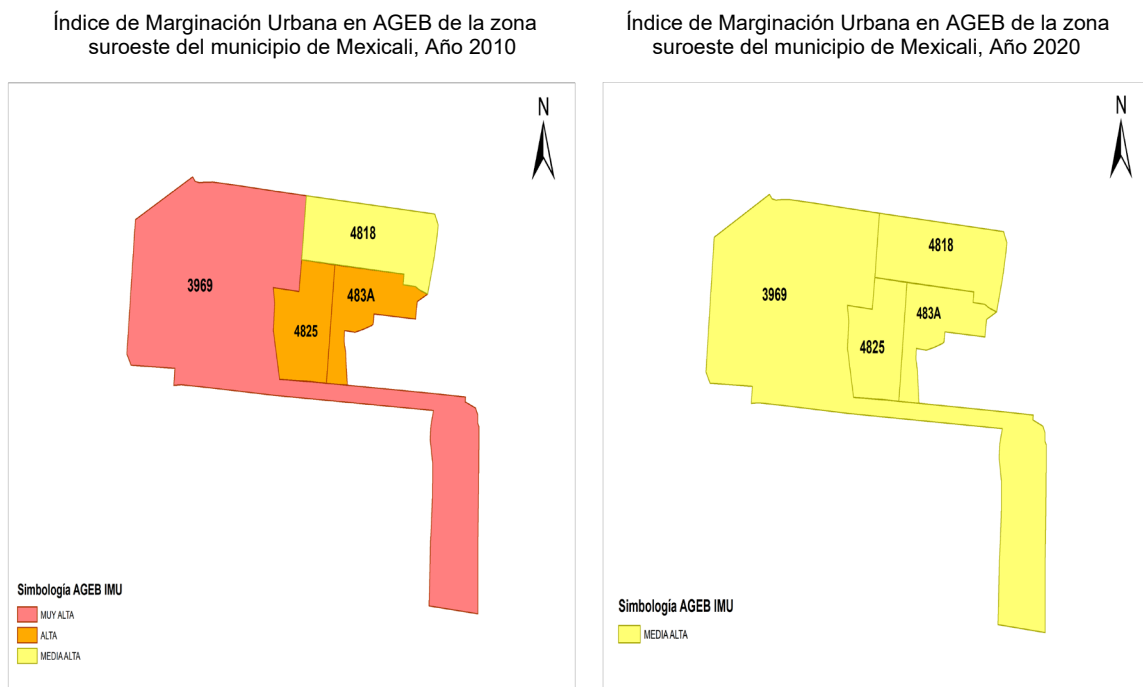 Índice de Marginación Urbana en AGEB de la zona
suroeste del municipio de Mexicali, Año 2010
N
4818
3969
483A
4825
Simbología AGEB IMU
MUY ALTA
ALTA
MEDIA ALTA
Índice de Marginación Urbana en AGEB de la zona
suroeste del municipio de Mexicali, Año 2020
N
4818
3969
483A
4825
Simbología AGEB IMU
MEDIA ALTA